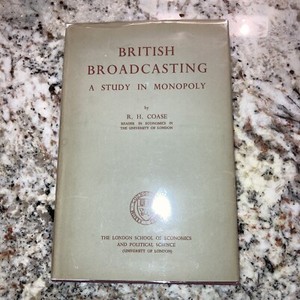 BRITISH
BROADCASTING
A STUDY IN MONOPOLY
by
R. H. COASE
READER IN ECONOMICS IN
THE UNIVERSITY OF LONDON
THE LONDON SCHOOL OF ECONOMICS
AND POLITICAL SCIENCE
(UNIVERSITY OF LONDON)